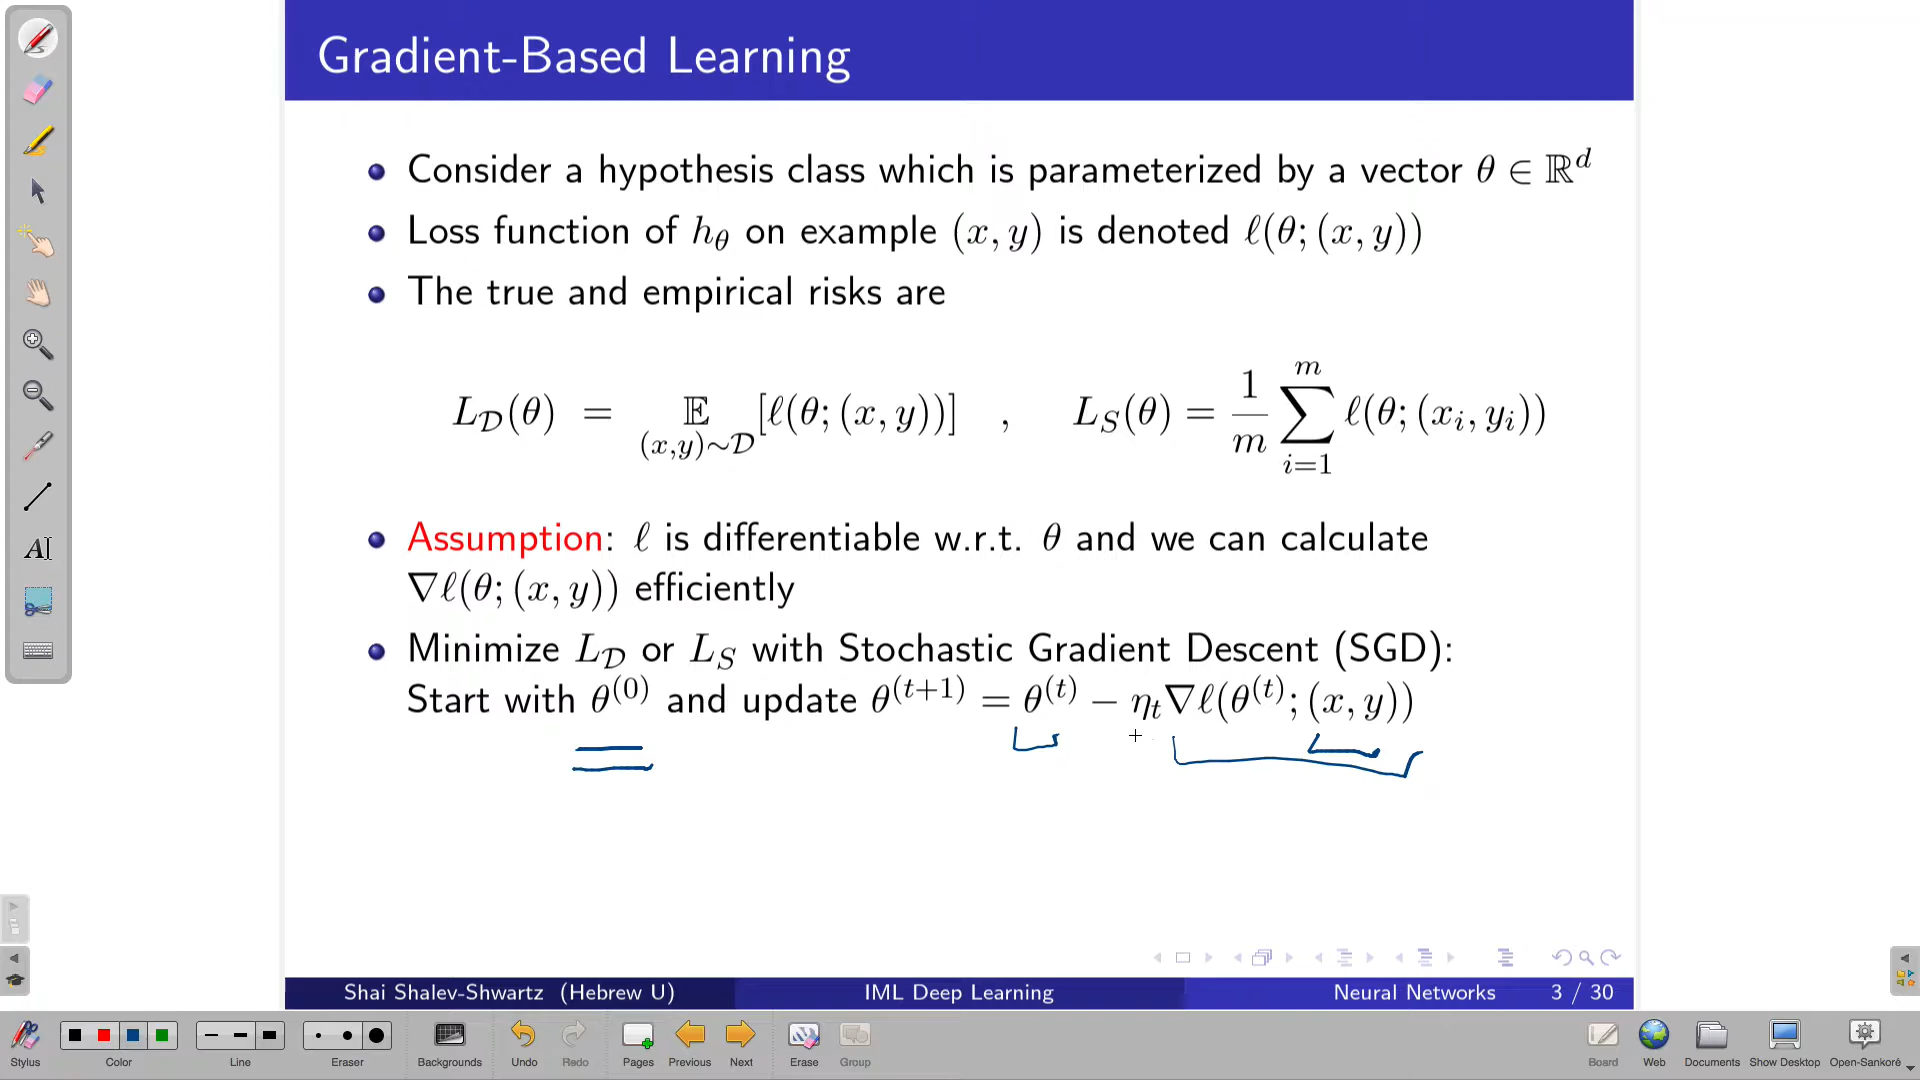 Gradient-Based Learning
Consider a hypothesis class which is parameterized by a vector θ ∈ ℝ^d
Loss function of h_θ on example (x, y) is denoted ℓ(θ; (x, y))
The true and empirical risks are
L_𝒟(θ) = 𝔼_{(x,y)∼𝒟} [ℓ(θ; (x, y))] , L_S(θ) = \frac{1}{m} \sum_{i=1}^{m} ℓ(θ; (x_i, y_i))
Assumption: ℓ is differentiable w.r.t. θ and we can calculate
∇ℓ(θ; (x, y)) efficiently
Minimize L_𝒟 or L_S with Stochastic Gradient Descent (SGD):
Start with θ^{(0)} and update θ^{(t+1)} = θ^{(t)} − η_t∇ℓ(θ^{(t)}; (x, y))
Shai Shalev-Shwartz (Hebrew U) IML Deep Learning Neural Networks 3 / 30
Stylus Color Line Eraser Backgrounds Undo Redo Pages Previous Next Erase Group Board Web Documents Show Desktop Open-Sankoré